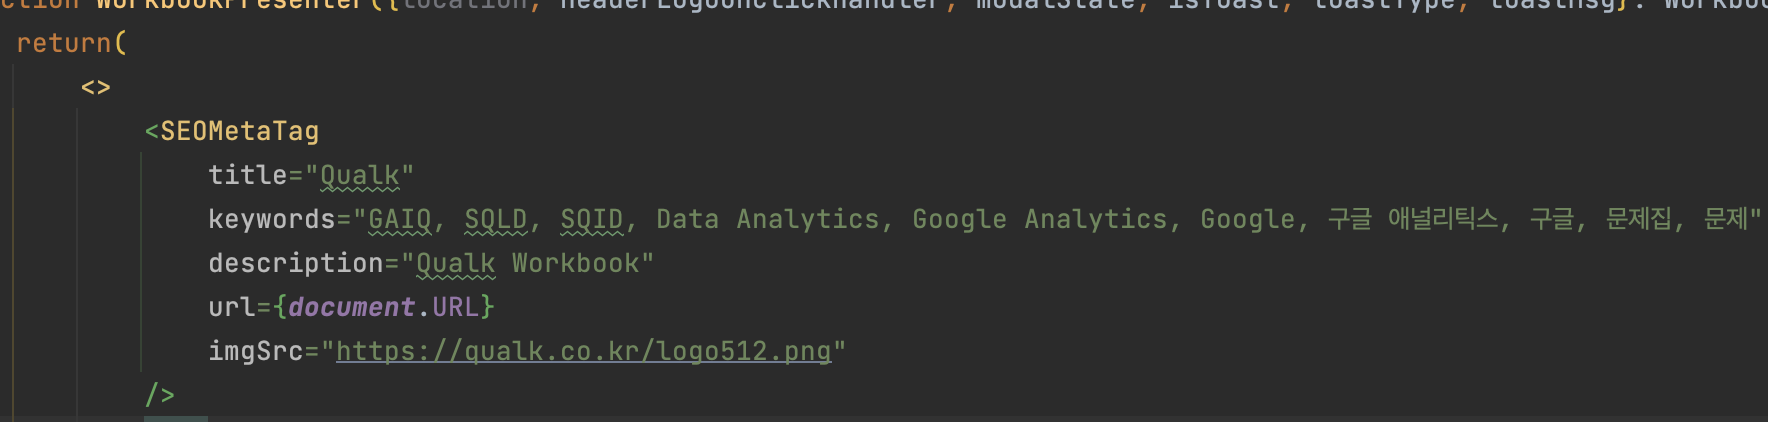 ction WorkbookPresenter({location, headerLogoOnClickHandler, modalState, isToast, toastType, toastMsg}: Workboo
return(
<>
<SEOMetaTag
title="Qualk"
keywords="GAIQ, SQLD, SQID, Data Analytics, Google Analytics, Google, 구글 애널리틱스, 구글, 문제집, 문제"
description="Qualk Workbook"
url={document.URL}
imgSrc="https://qualk.co.kr/logo512.png"
/>